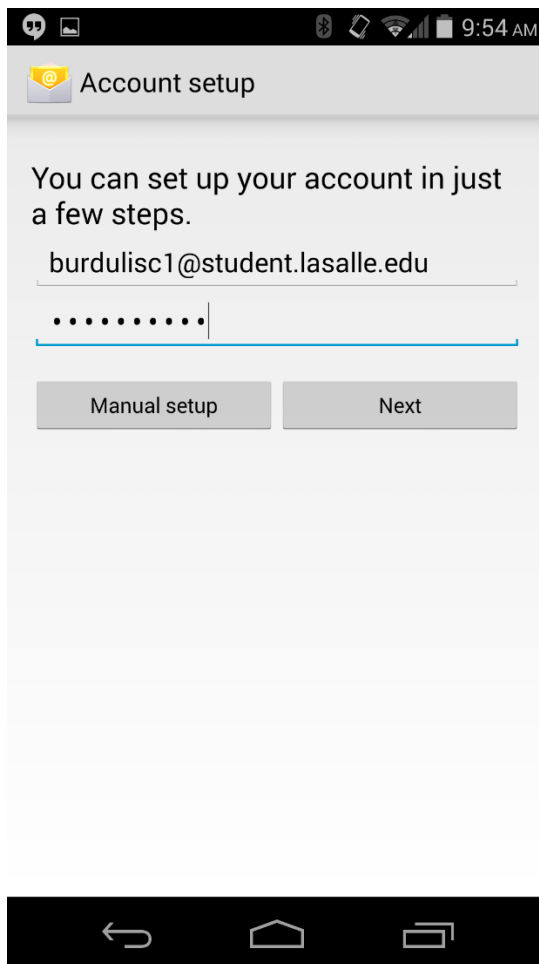 9:54 AM
Account setup
You can set up your account in just
a few steps.
burdulisc1@student.lasalle.edu
••••••••••
Manual setup
Next